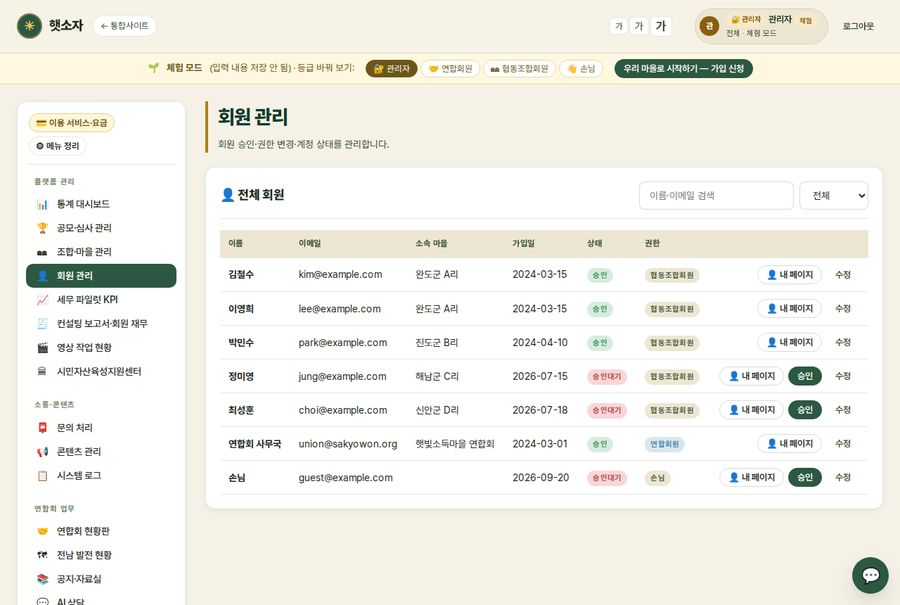 햇소자
← 통합사이트
가 가 가
관 🔐 관리자 관리자 체험
전체 · 체험 모드
로그아웃
🌱 체험 모드 (입력 내용 저장 안 됨) · 등급 바꿔 보기: 🔐 관리자 🤝 연합회원 🏘 협동조합회원 👋 손님 우리 마을로 시작하기 — 가입 신청
💳 이용 서비스·요금
⚙ 메뉴 정리
플랫폼 관리
📊 통계 대시보드
🏆 공모·심사 관리
🏘 조합·마을 관리
👤 회원 관리
📈 세무 파일럿 KPI
🧾 컨설팅 보고서·회원 재무
🎬 영상 작업 현황
🏛 시민자산육성지원센터
소통·콘텐츠
📮 문의 처리
📢 콘텐츠 관리
📋 시스템 로그
연합회 업무
🤝 연합회 현황판
🗺 전남 발전 현황
📚 공지·자료실
💬 AI 상담
회원 관리
회원 승인·권한 변경·계정 상태를 관리합니다.
👤 전체 회원
이름·이메일 검색
전체
이름 이메일 소속 마을 가입일 상태 권한
김철수 kim@example.com 완도군 A리 2024-03-15 승인 협동조합회원 👤 내 페이지 수정
이영희 lee@example.com 완도군 A리 2024-03-15 승인 협동조합회원 👤 내 페이지 수정
박민수 park@example.com 진도군 B리 2024-04-10 승인 협동조합회원 👤 내 페이지 수정
정미영 jung@example.com 해남군 C리 2026-07-15 승인대기 협동조합회원 👤 내 페이지 승인 수정
최성훈 choi@example.com 신안군 D리 2026-07-18 승인대기 협동조합회원 👤 내 페이지 승인 수정
연합회 사무국 union@sakyowon.org 햇빛소득마을 연합회 2024-03-01 승인 연합회원 👤 내 페이지 수정
손님 guest@example.com 2026-09-20 승인대기 손님 👤 내 페이지 승인 수정